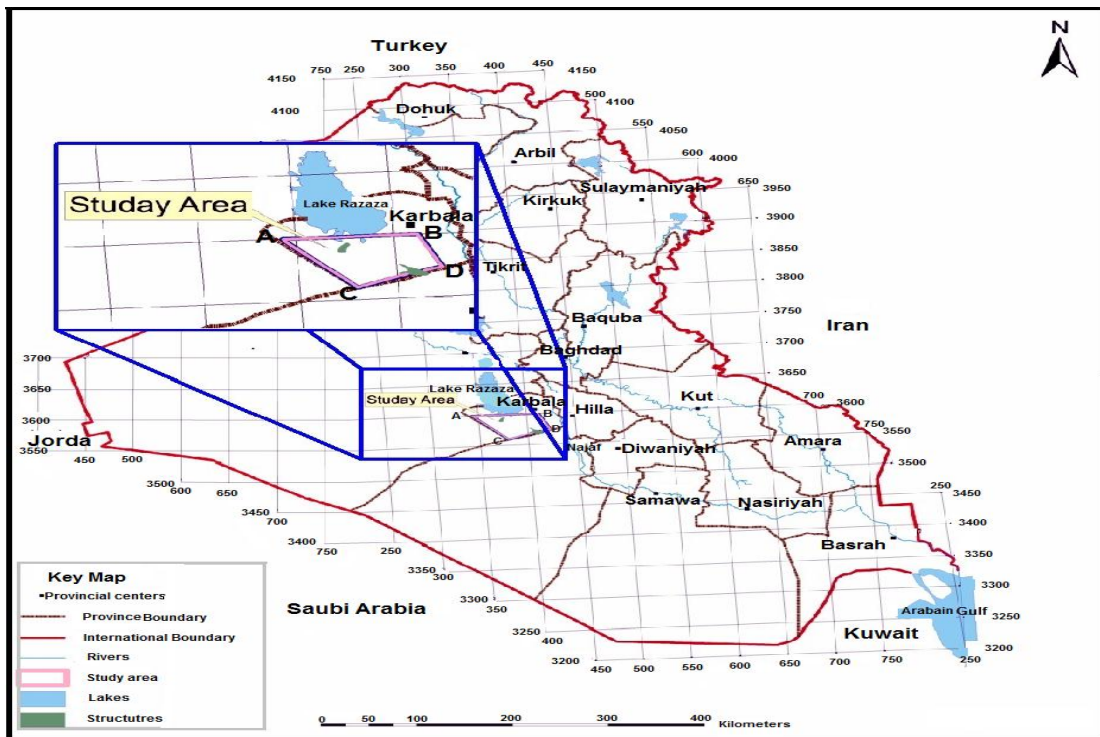 N
Turkey
4150 750 250 300 350 400 450 4150
4100 500 4100
Dohuk
550 4050
600 4000
Arbil
650 3950
Sulaymaniyah
Kirkuk
3900
3850
3800
3750
3700
3650
Lake Razaza
Studay Area
Karbala
A B
C D
Tikrit
Baquba
Iran
Baghdad
3700
3650
3600
3550
Jorda
450 500
Lake Razaza
Studay Area
Karbala
A B
C D
Hilla
Kut
700 3600
750 3550
Najaf
Diwaniyah
Amara
3500
3500
600 650
Samawa
Nasiriyah
250
3450
3450
700
3400
Basrah
3400
750 250
3350
3350
300
3300
3300
350
Saubi Arabia
Arabain Gulf
3250
3250
400
Kuwait
3200
3200
450 500 550 600 650 700 750 250
Key Map
Provincial centers
Province Boundary
International Boundary
Rivers
Study area
Lakes
Structutres
0 50 100 200 300 400
Kilometers